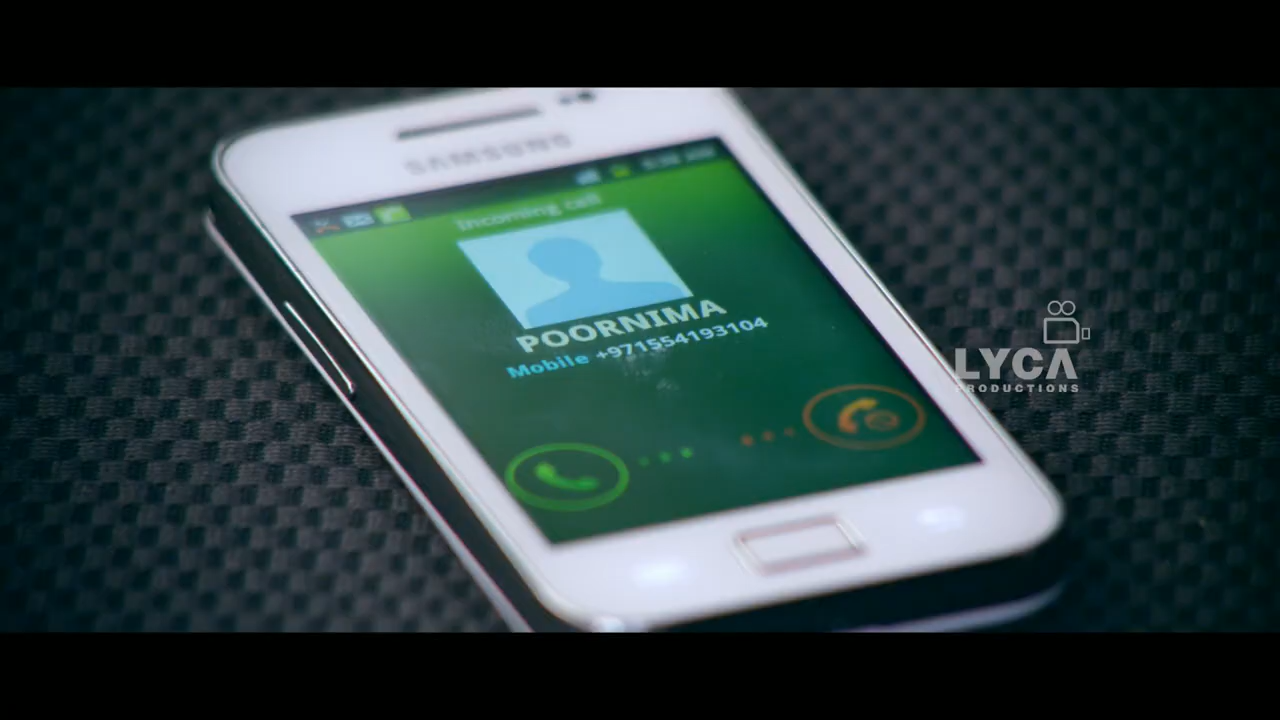 SAMSUNG
Incoming call
POORNIMA
Mobile +971554193104
LYCA
PRODUCTIONS